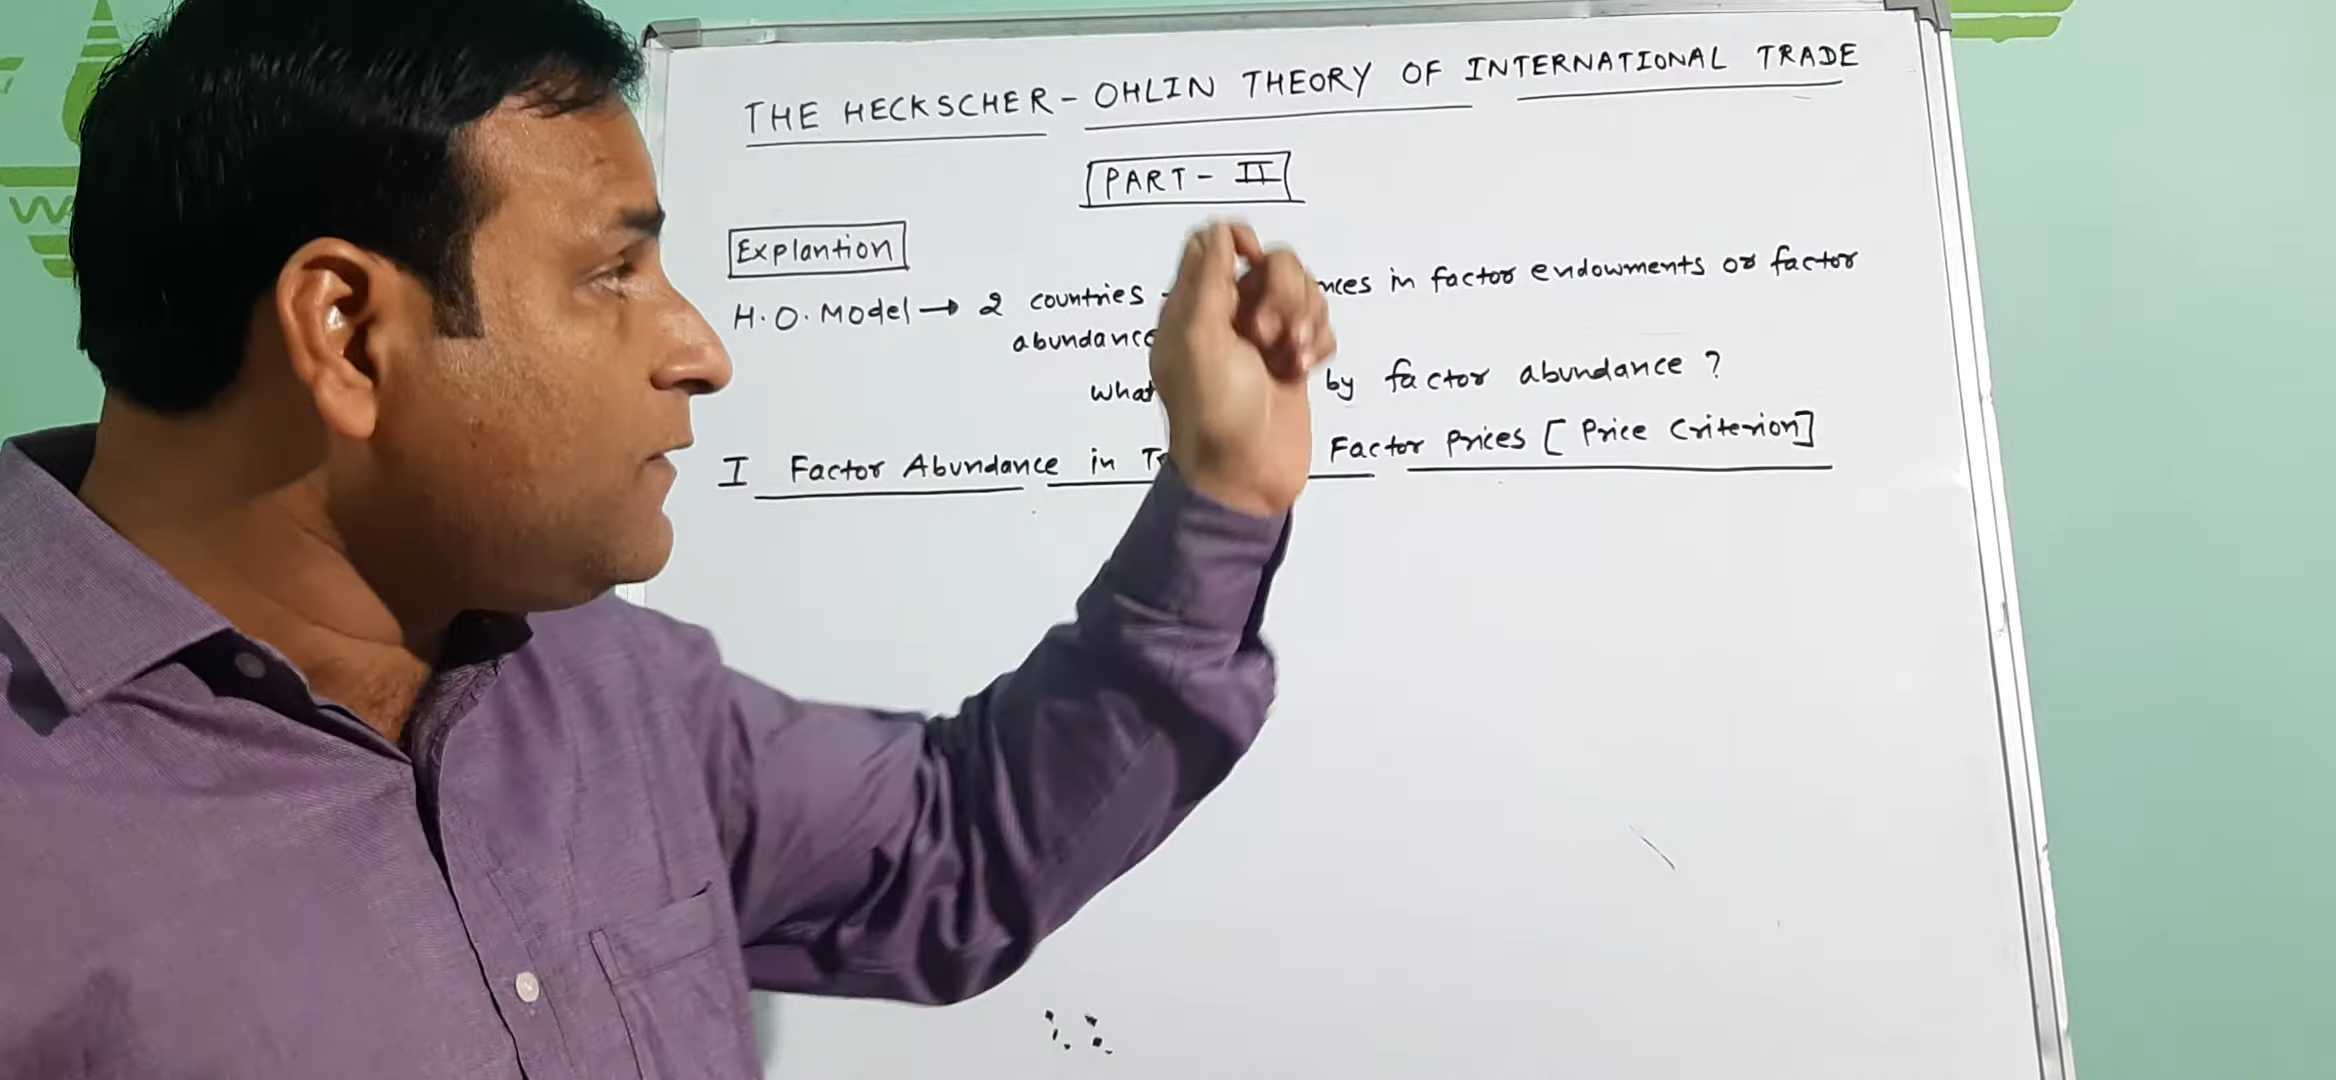 THE HECKSCHER - OHLIN THEORY OF INTERNATIONAL TRADE
PART - II
Explantion
H.O. Model → 2 countries - in factor endowments or factor
abundance
what by factor abundance ?
I Factor Abundance in Factor Prices [ Price Criterion]